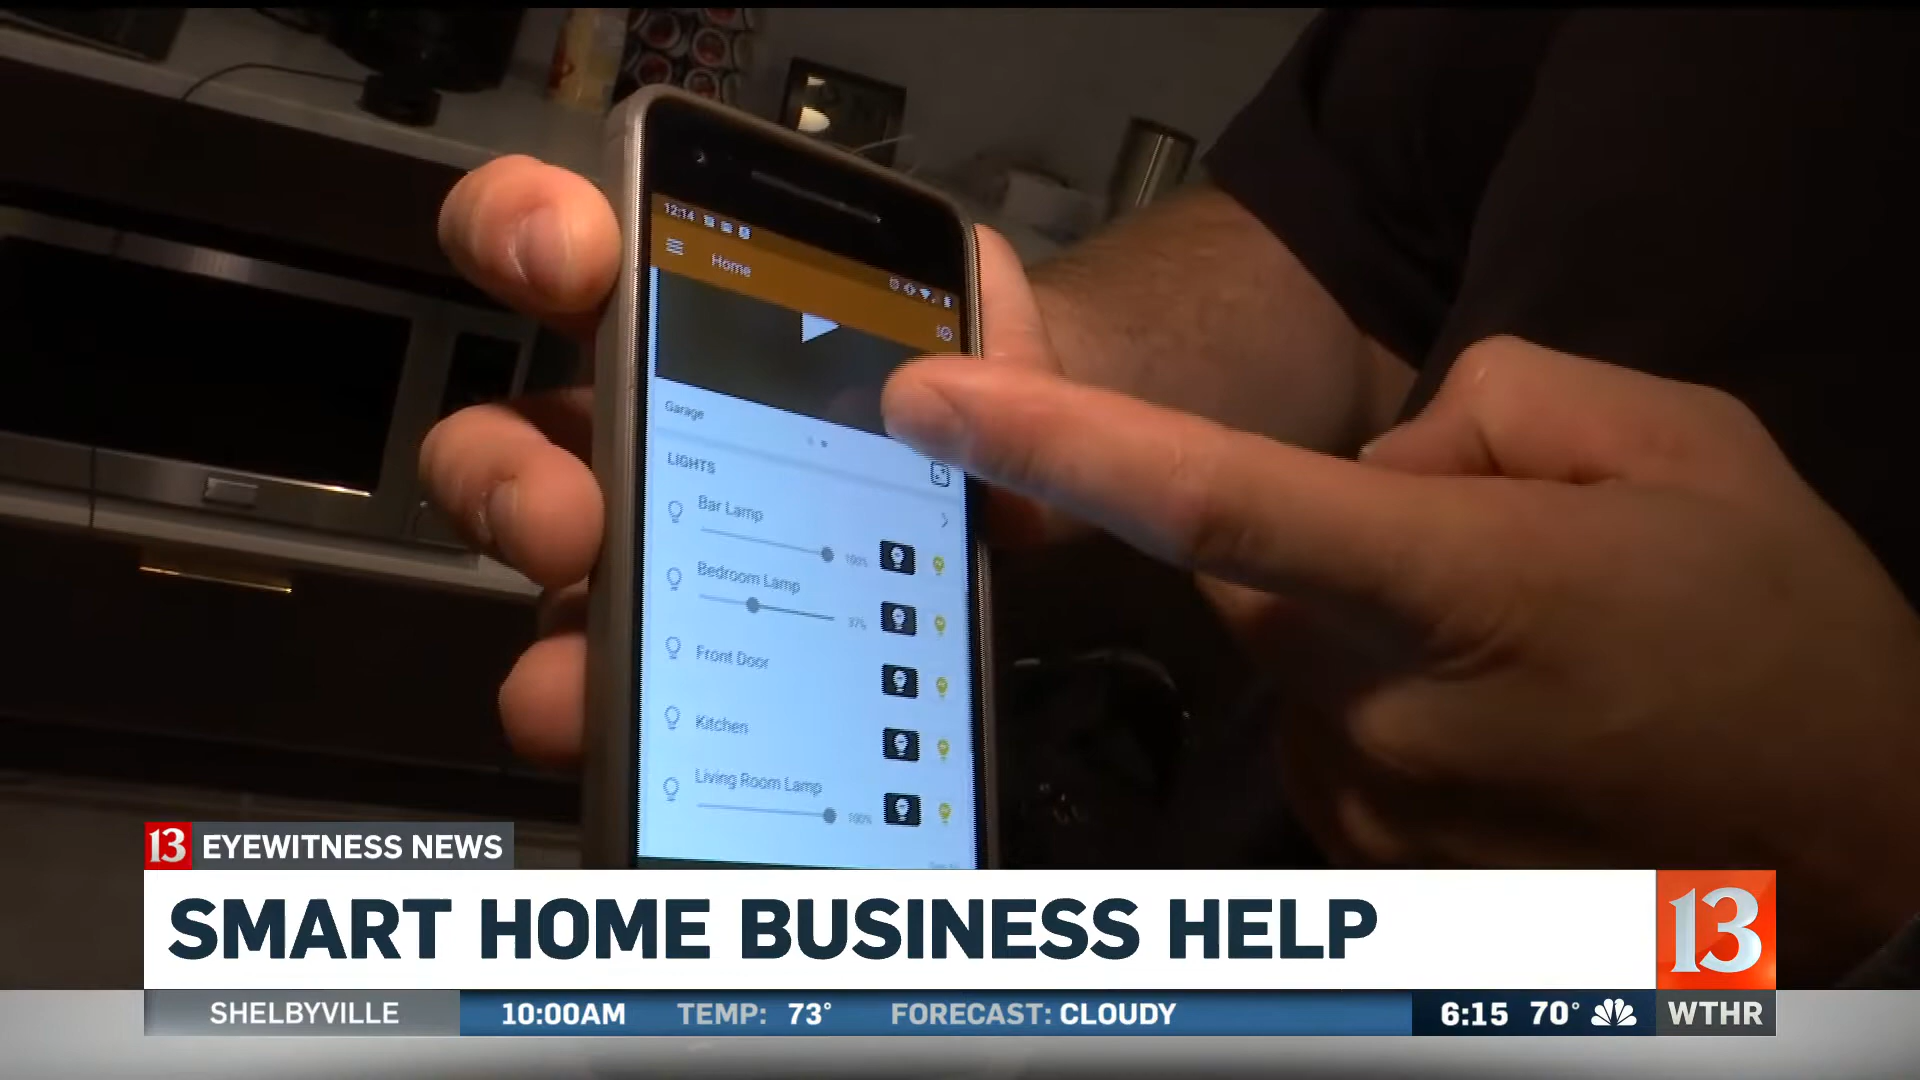 12:14
Home
Garage
LIGHTS
Bar Lamp
100%
Bedroom Lamp
37%
Front Door
Kitchen
Living Room Lamp
100%
13 EYEWITNESS NEWS
SMART HOME BUSINESS HELP
13
SHELBYVILLE 10:00AM TEMP: 73° FORECAST: CLOUDY 6:15 70° WTHR